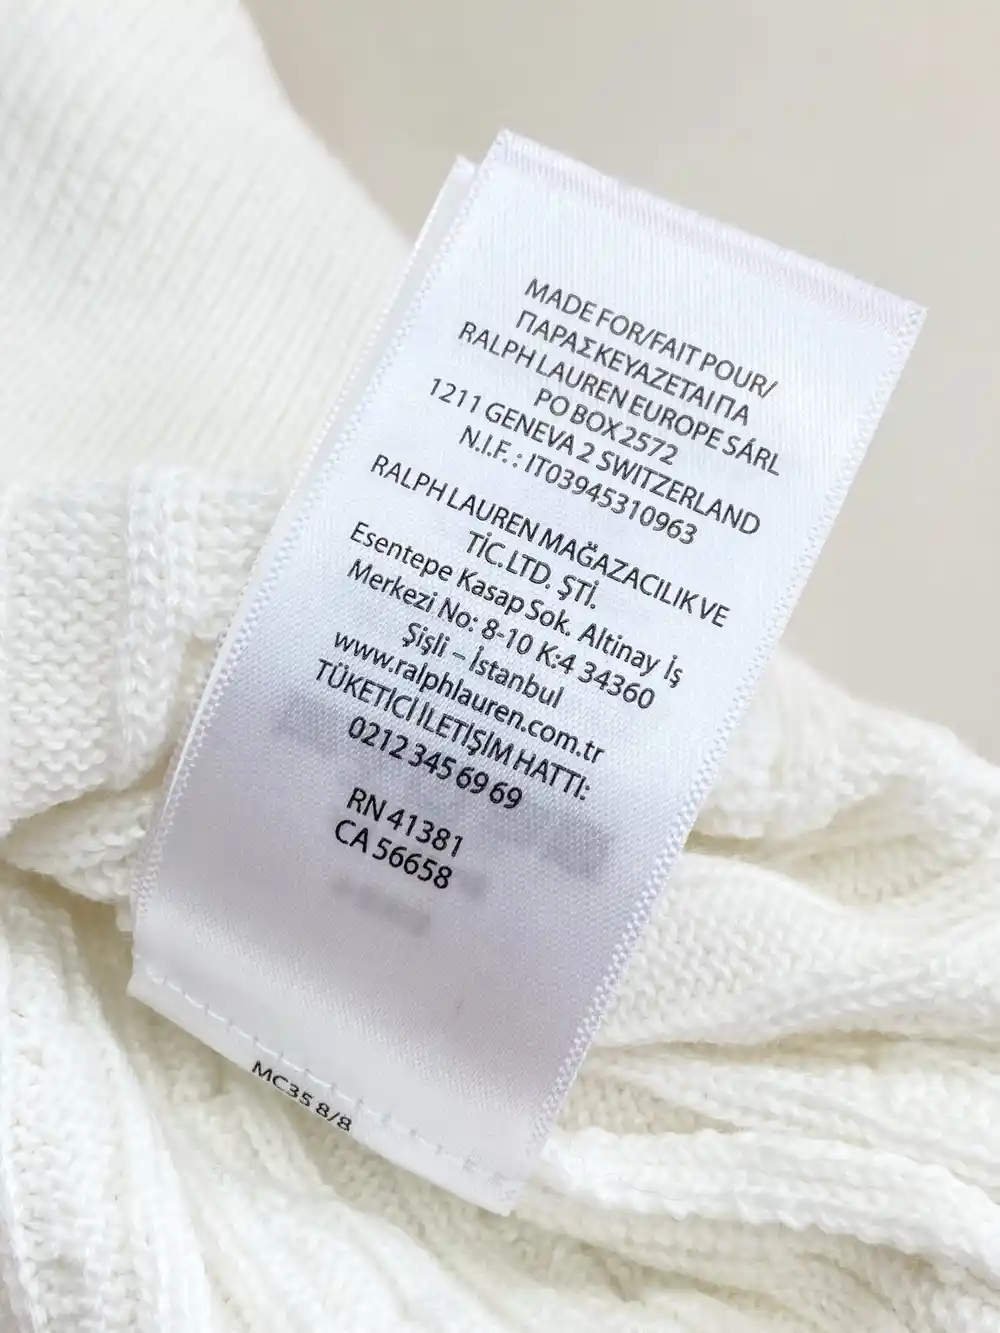 MADE FOR/FAIT POUR/
ΠΑΡΑΣΚΕΥΑΖΕΤΑΙΠΑ
RALPH LAUREN EUROPE SÁRL
PO BOX 2572
1211 GENEVA 2 SWITZERLAND
N.I.F. : IT03945310963
RALPH LAUREN MAĞAZACILIK VE
TİC.LTD. ŞTİ.
Esentepe Kasap Sok. Altinay İş
Merkezi No: 8-10 K:4 34360
Şişli – İstanbul
www.ralphlauren.com.tr
TÜKETİCİ İLETİŞİM HATTI:
0212 345 69 69
RN 41381
CA 56658
MC35 8/8